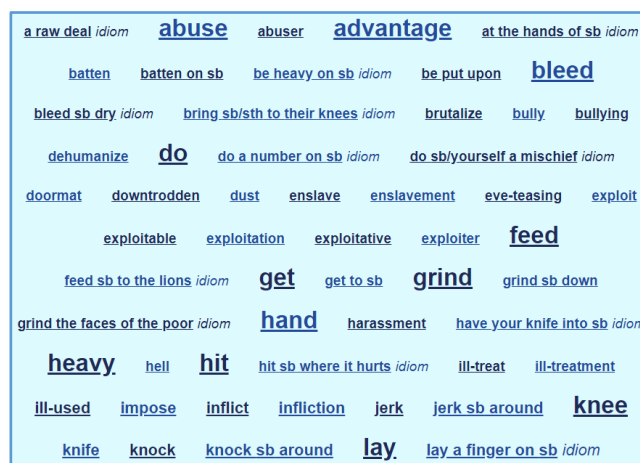 a raw deal idiom abuse abuser advantage at the hands of sb idiom
batten batten on sb be heavy on sb idiom be put upon bleed
bleed sb dry idiom bring sb/sth to their knees idiom brutalize bully bullying
dehumanize do do a number on sb idiom do sb/yourself a mischief idiom
doormat downtrodden dust enslave enslavement eve-teasing exploit
exploitable exploitation exploitative exploiter feed
feed sb to the lions idiom get get to sb grind grind sb down
grind the faces of the poor idiom hand harassment have your knife into sb idiom
heavy hell hit hit sb where it hurts idiom ill-treat ill-treatment
ill-used impose inflict infliction jerk jerk sb around knee
knife knock knock sb around lay lay a finger on sb idiom